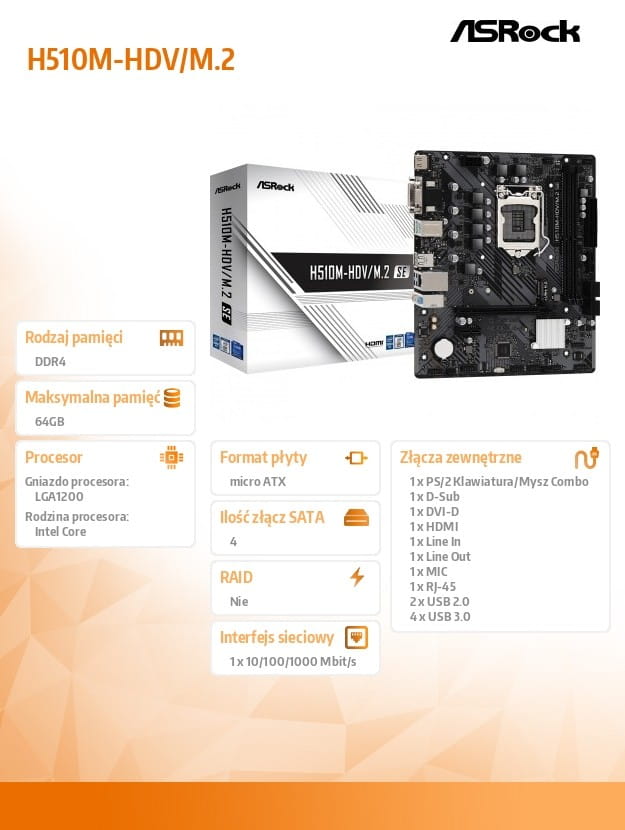 ASRock
H510M-HDV/M.2
ASRock
ASRock
H510M-HDV/M.2 SE
H510M-HDV/M.2 SE
HDMI
H510M-HDV/M.2
Rodzaj pamięci
DDR4
Maksymalna pamięć
64GB
Procesor
Gniazdo procesora:
LGA1200
Rodzina procesora:
Intel Core
Format płyty
micro ATX
Ilość złącz SATA
4
RAID
Nie
Interfejs sieciowy
1 x 10/100/1000 Mbit/s
Złącza zewnętrzne
1 x PS/2 Klawiatura/Mysz Combo
1 x D-Sub
1 x DVI-D
1 x HDMI
1 x Line In
1 x Line Out
1 x MIC
1 x RJ-45
2 x USB 2.0
4 x USB 3.0